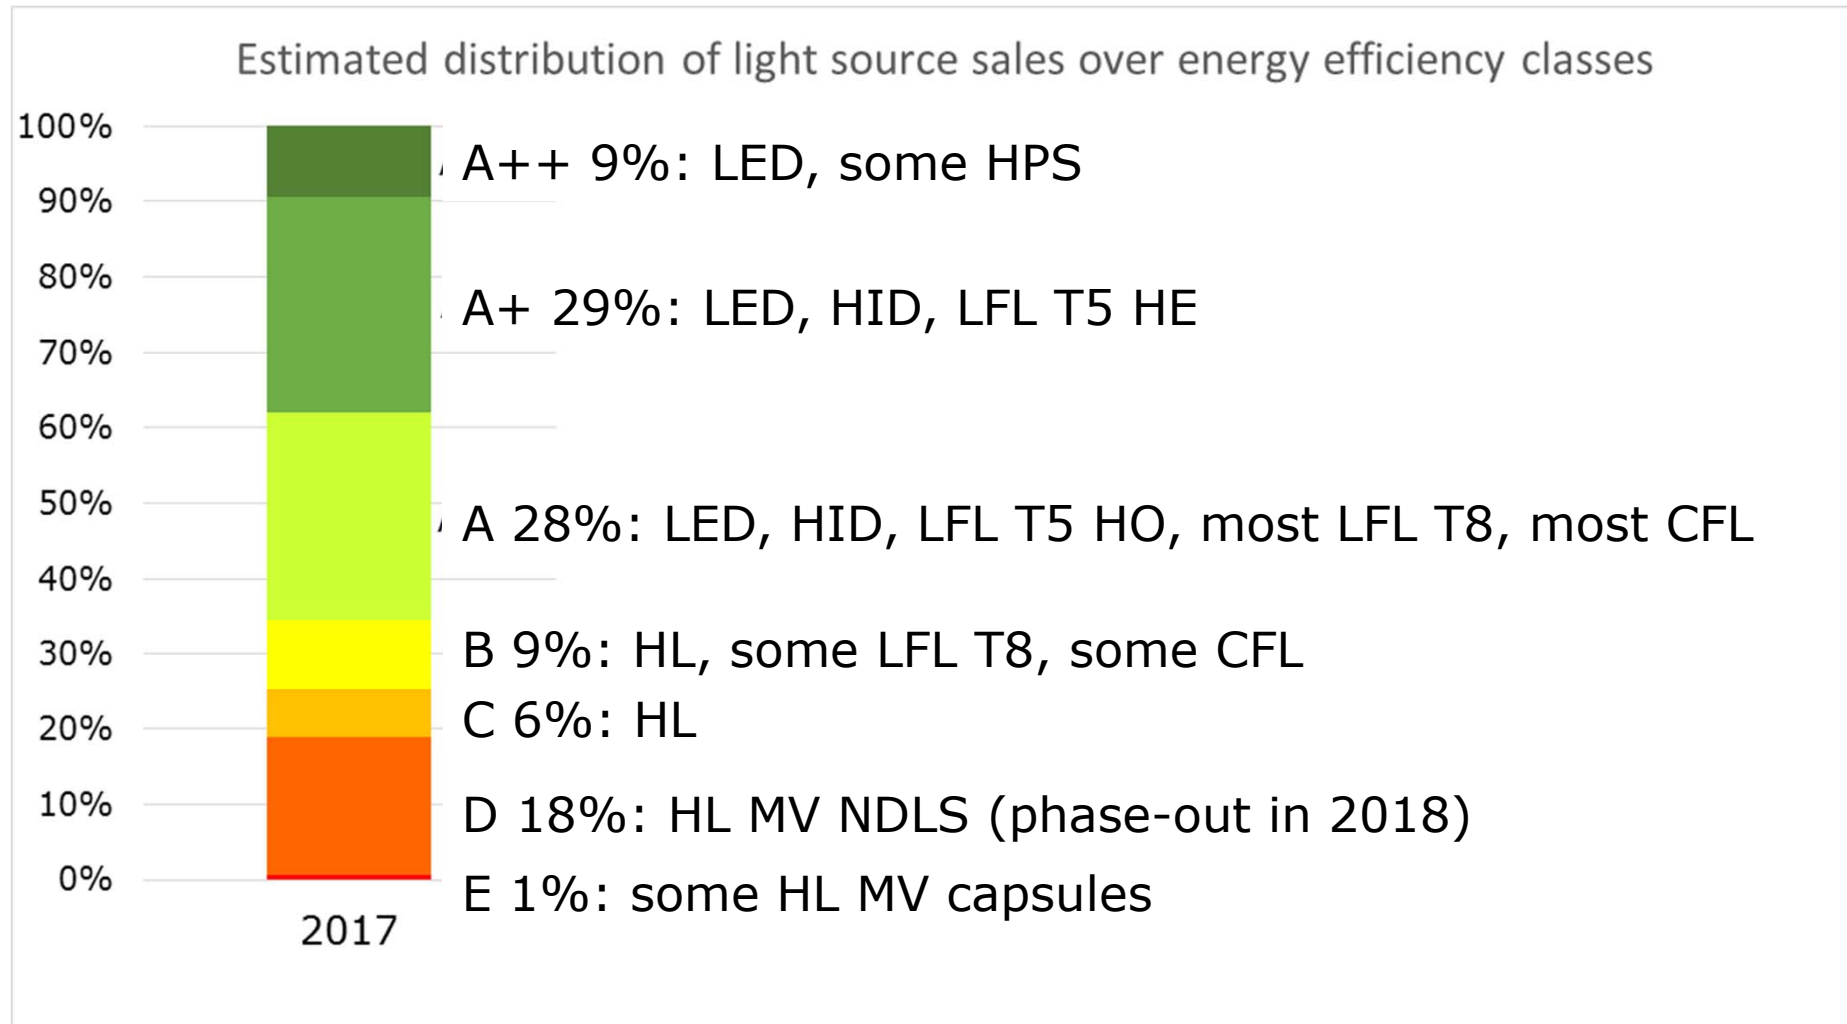 Estimated distribution of light source sales over energy efficiency classes
100%
A++ 9%: LED, some HPS
90%
80%
A+ 29%: LED, HID, LFL T5 HE
70%
60%
50%
A 28%: LED, HID, LFL T5 HO, most LFL T8, most CFL
40%
30%
B 9%: HL, some LFL T8, some CFL
20%
C 6%: HL
10%
D 18%: HL MV NDLS (phase-out in 2018)
0%
E 1%: some HL MV capsules
2017